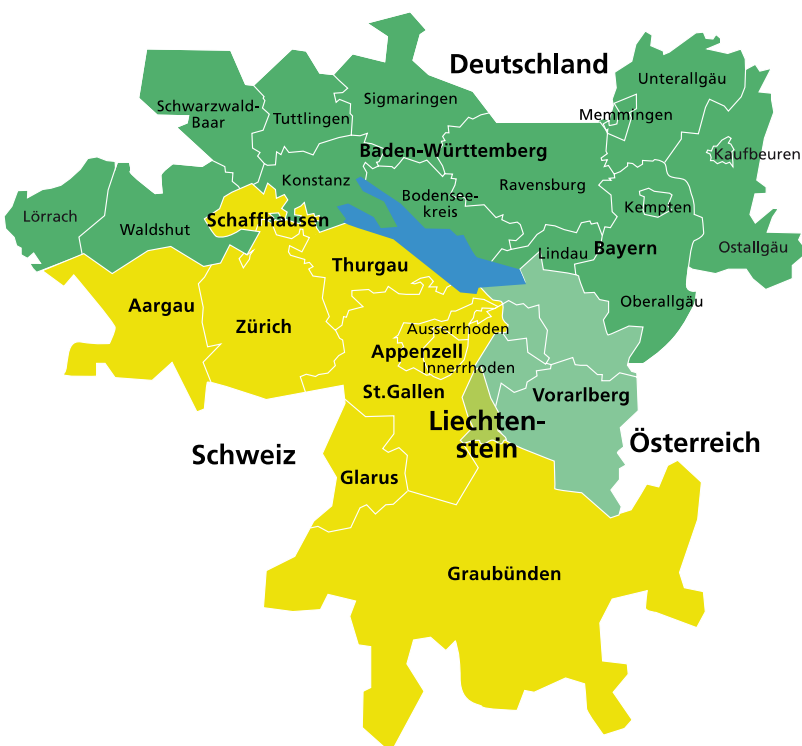 Deutschland
Unterallgäu
Sigmaringen
Schwarzwald-
Baar
Memmingen
Tuttlingen
Baden-Württemberg
Kaufbeuren
Konstanz
Ravensburg
Bodensee-
kreis
Kempten
Lörrach
Schaffhausen
Waldshut
Lindau
Bayern
Ostallgäu
Thurgau
Aargau
Oberallgäu
Zürich
Ausserrhoden
Appenzell
Innerrhoden
St.Gallen
Vorarlberg
Liechten-
stein
Österreich
Schweiz
Glarus
Graubünden